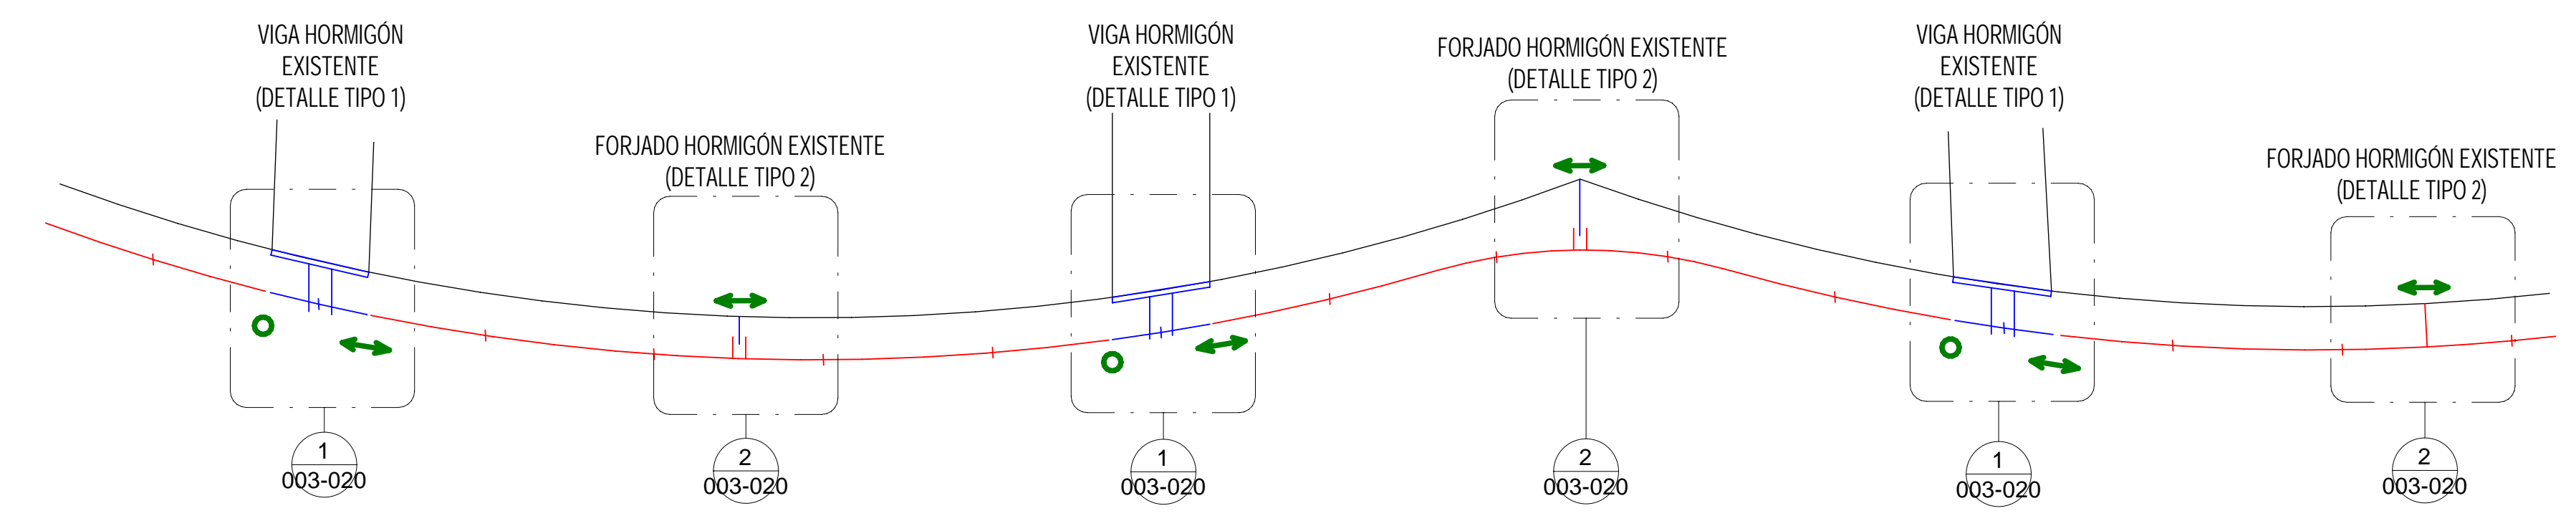 VIGA HORMIGÓN
EXISTENTE
(DETALLE TIPO 1)
FORJADO HORMIGÓN EXISTENTE
(DETALLE TIPO 2)
VIGA HORMIGÓN
EXISTENTE
(DETALLE TIPO 1)
FORJADO HORMIGÓN EXISTENTE
(DETALLE TIPO 2)
VIGA HORMIGÓN
EXISTENTE
(DETALLE TIPO 1)
FORJADO HORMIGÓN EXISTENTE
(DETALLE TIPO 2)
1
003-020
2
003-020
1
003-020
2
003-020
1
003-020
2
003-020